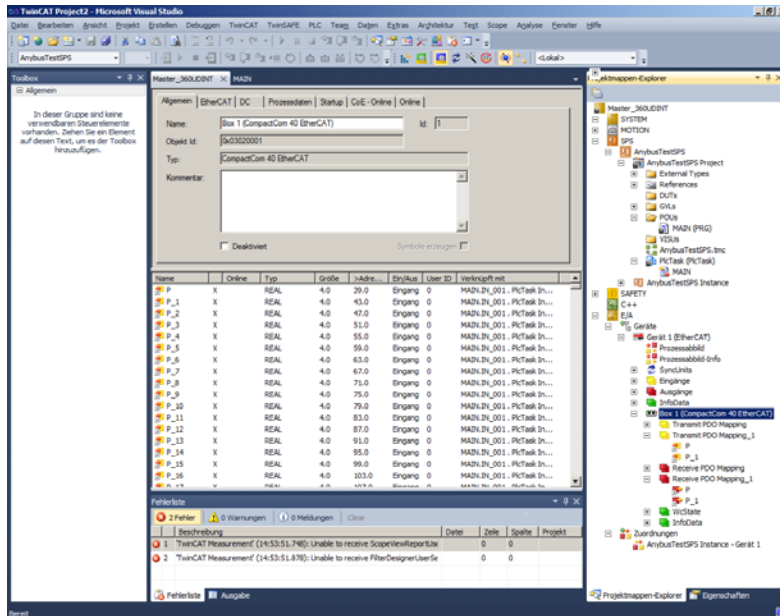 TwinCAT Project2 - Microsoft Visual Studio
Datei Bearbeiten Ansicht Projekt Erstellen Debuggen TwinCAT TwinSAFE PLC Team Daten Extras Architektur Test Scope Analyse Fenster Hilfe
AnybusTestSPS
<Lokal>
Toolbox
Allgemein
In dieser Gruppe sind keine
verwendbaren Steuerelemente
vorhanden. Ziehen Sie ein Element
auf diesen Text, um es der Toolbox
hinzuzufügen.
Master_360UDINT MAIN
Allgemein EtherCAT DC Prozessdaten Startup CoE - Online Online
Name: Box 1 (CompactCom 40 EtherCAT) Id: 1
Objekt Id: 0x03020001
Typ: CompactCom 40 EtherCAT
Kommentar:
Deaktiviert Symbole erzeugen
Name Online Typ Größe >Adre... Ein/Aus User ID Verknüpft mit
P X REAL 4.0 39.0 Eingang 0 MAIN.IN_001 . PlcTask In...
P_1 X REAL 4.0 43.0 Eingang 0 MAIN.IN_001 . PlcTask In...
P_2 X REAL 4.0 47.0 Eingang 0 MAIN.IN_001 . PlcTask In...
P_3 X REAL 4.0 51.0 Eingang 0 MAIN.IN_001 . PlcTask In...
P_4 X REAL 4.0 55.0 Eingang 0 MAIN.IN_001 . PlcTask In...
P_5 X REAL 4.0 59.0 Eingang 0 MAIN.IN_001 . PlcTask In...
P_6 X REAL 4.0 63.0 Eingang 0 MAIN.IN_001 . PlcTask In...
P_7 X REAL 4.0 67.0 Eingang 0 MAIN.IN_001 . PlcTask In...
P_8 X REAL 4.0 71.0 Eingang 0 MAIN.IN_001 . PlcTask In...
P_9 X REAL 4.0 75.0 Eingang 0 MAIN.IN_001 . PlcTask In...
P_10 X REAL 4.0 79.0 Eingang 0 MAIN.IN_001 . PlcTask In...
P_11 X REAL 4.0 83.0 Eingang 0 MAIN.IN_001 . PlcTask In...
P_12 X REAL 4.0 87.0 Eingang 0 MAIN.IN_001 . PlcTask In...
P_13 X REAL 4.0 91.0 Eingang 0 MAIN.IN_001 . PlcTask In...
P_14 X REAL 4.0 95.0 Eingang 0 MAIN.IN_001 . PlcTask In...
P_15 X REAL 4.0 99.0 Eingang 0 MAIN.IN_001 . PlcTask In...
P_16 X REAL 4.0 103.0 Eingang 0 MAIN.IN_001 . PlcTask In...
Fehlerliste
2 Fehler 0 Warnungen 0 Meldungen Clear
Beschreibung Datei Zeile Spalte Projekt
1 'TwinCAT Measurement' (14:53:51.748): Unable to receive ScopeViewReportUse 0 0
2 'TwinCAT Measurement' (14:53:51.878): Unable to receive FilterDesignerUserSe 0 0
Fehlerliste Ausgabe
Projektmappen-Explorer
Master_360UDINT
SYSTEM
MOTION
SPS
AnybusTestSPS
AnybusTestSPS Project
External Types
References
DUTs
GVLs
POUs
MAIN (PRG)
VISUs
AnybusTestSPS.tmc
PlcTask (PlcTask)
MAIN
AnybusTestSPS Instance
SAFETY
C++
E/A
Geräte
Gerät 1 (EtherCAT)
Prozessabbild
Prozessabbild-Info
SyncUnits
Eingänge
Ausgänge
InfoData
Box 1 (CompactCom 40 EtherCAT)
Transmit PDO Mapping
Transmit PDO Mapping_1
P
P_1
Receive PDO Mapping
Receive PDO Mapping_1
P
P_1
WcState
InfoData
Zuordnungen
AnybusTestSPS Instance - Gerät 1
Projektmappen-Explorer Eigenschaften
Bereit